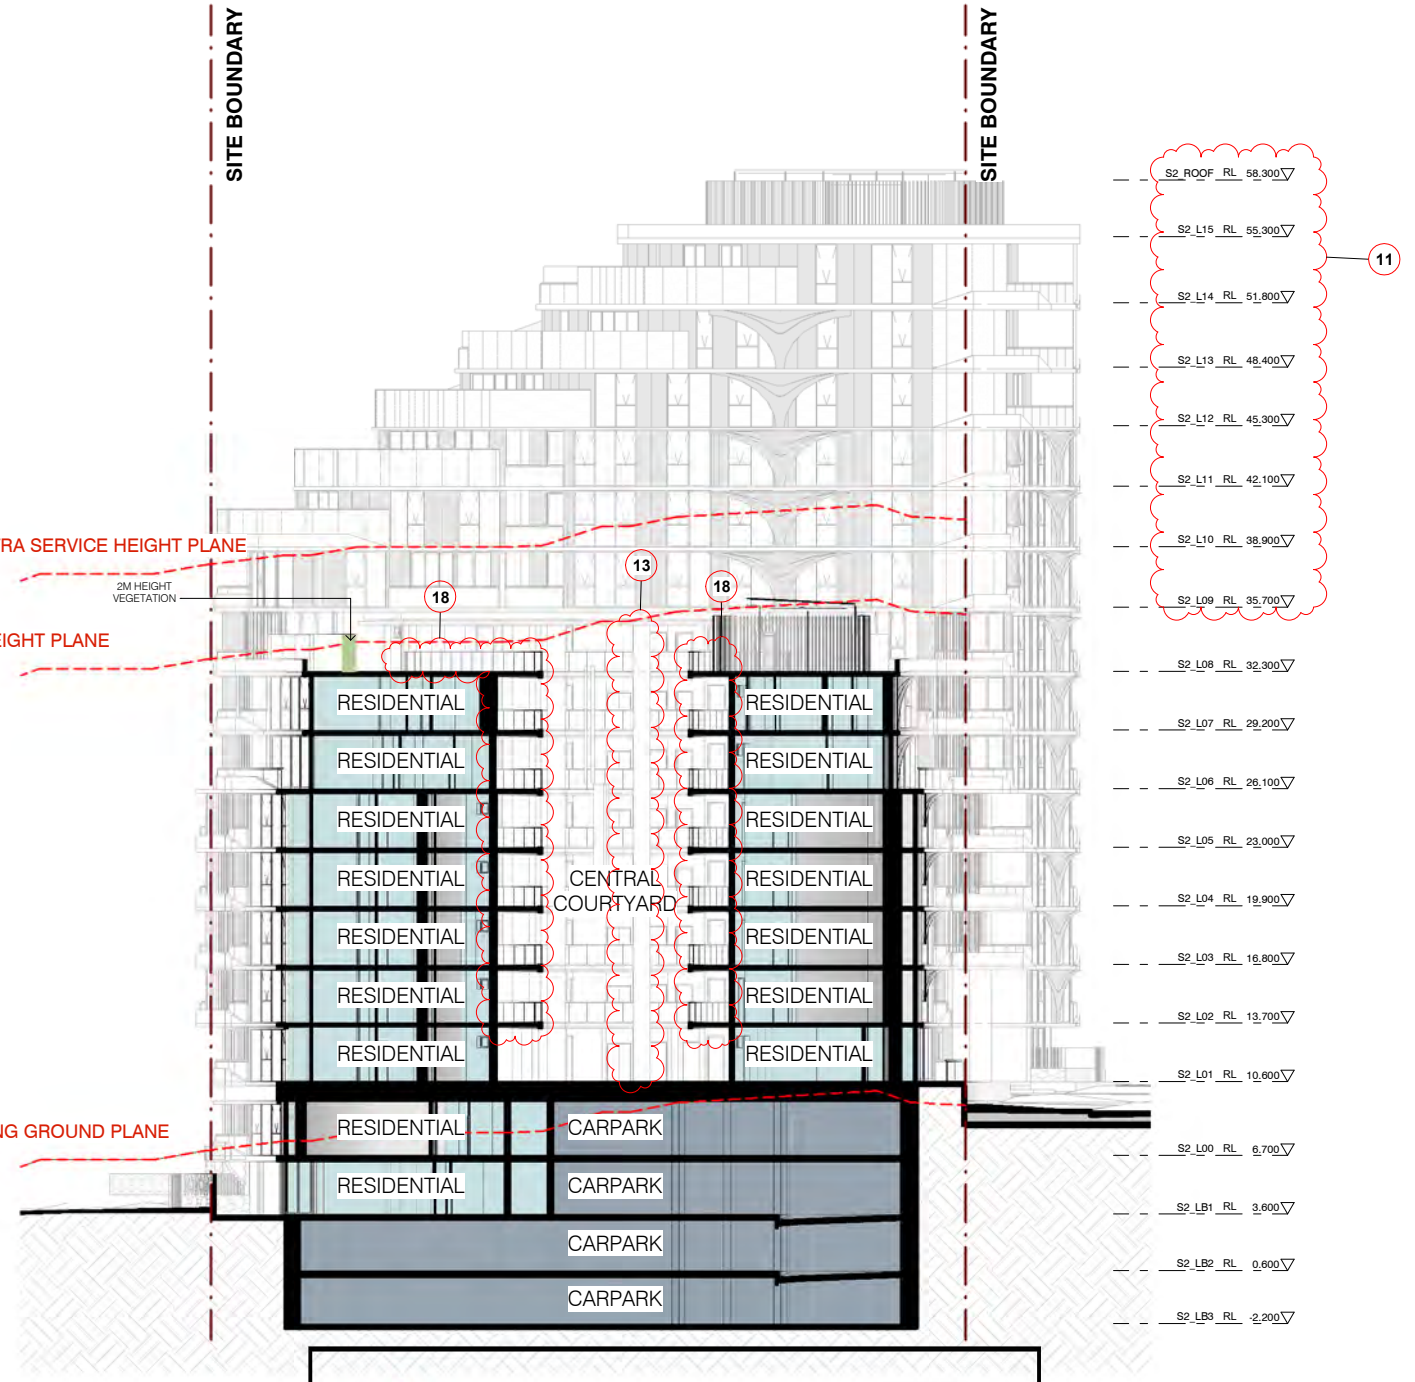 SITE BOUNDARY
SITE BOUNDARY
S2_ROOF RL 58.300
S2_L15 RL 55.300
11
S2_L14 RL 51.800
S2_L13 RL 48.400
S2_L12 RL 45.300
S2_L11 RL 42.100
TRA SERVICE HEIGHT PLANE
S2_L10 RL 38.900
13
2M HEIGHT
VEGETATION
18
18
S2_L09 RL 35.700
EIGHT PLANE
S2_L08 RL 32.300
RESIDENTIAL
RESIDENTIAL
S2_L07 RL 29.200
RESIDENTIAL
RESIDENTIAL
S2_L06 RL 26.100
RESIDENTIAL
RESIDENTIAL
S2_L05 RL 23.000
RESIDENTIAL
CENTRAL
COURTYARD
RESIDENTIAL
S2_L04 RL 19.900
RESIDENTIAL
RESIDENTIAL
S2_L03 RL 16.800
RESIDENTIAL
RESIDENTIAL
S2_L02 RL 13.700
RESIDENTIAL
RESIDENTIAL
S2_L01 RL 10.600
NG GROUND PLANE
RESIDENTIAL
CARPARK
S2_L00 RL 6.700
RESIDENTIAL
CARPARK
S2_LB1 RL 3.600
CARPARK
S2_LB2 RL 0.600
CARPARK
S2_LB3 RL -2.200